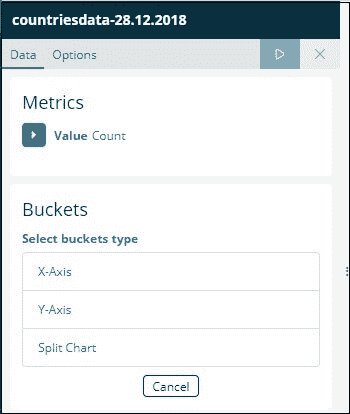 countriesdata-28.12.2018
Data Options
Metrics
Value Count
Buckets
Select buckets type
X-Axis
Y-Axis
Split Chart
Cancel